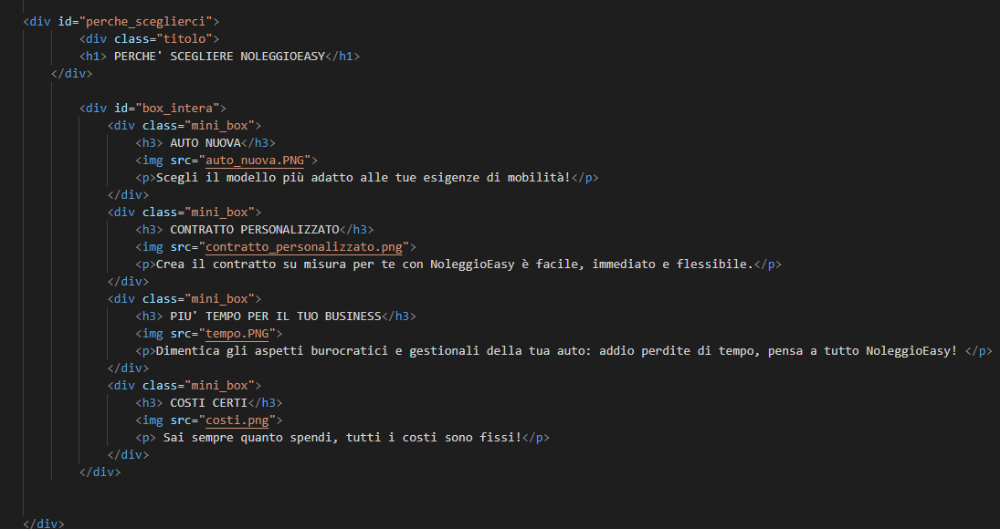 <div id="perche_sceglierci">
<div class="titolo">
<h1> PERCHE' SCEGLIERE NOLEGGIOEASY</h1>
</div>
<div id="box_intera">
<div class="mini_box">
<h3> AUTO NUOVA</h3>
<img src="auto_nuova.PNG">
<p>Scegli il modello più adatto alle tue esigenze di mobilità!</p>
</div>
<div class="mini_box">
<h3> CONTRATTO PERSONALIZZATO</h3>
<img src="contratto_personalizzato.png">
<p>Crea il contratto su misura per te con NoleggioEasy è facile, immediato e flessibile.</p>
</div>
<div class="mini_box">
<h3> PIU' TEMPO PER IL TUO BUSINESS</h3>
<img src="tempo.PNG">
<p>Dimentica gli aspetti burocratici e gestionali della tua auto: addio perdite di tempo, pensa a tutto NoleggioEasy! </p>
</div>
<div class="mini_box">
<h3> COSTI CERTI</h3>
<img src="costi.png">
<p> Sai sempre quanto spendi, tutti i costi sono fissi!</p>
</div>
</div>
</div>